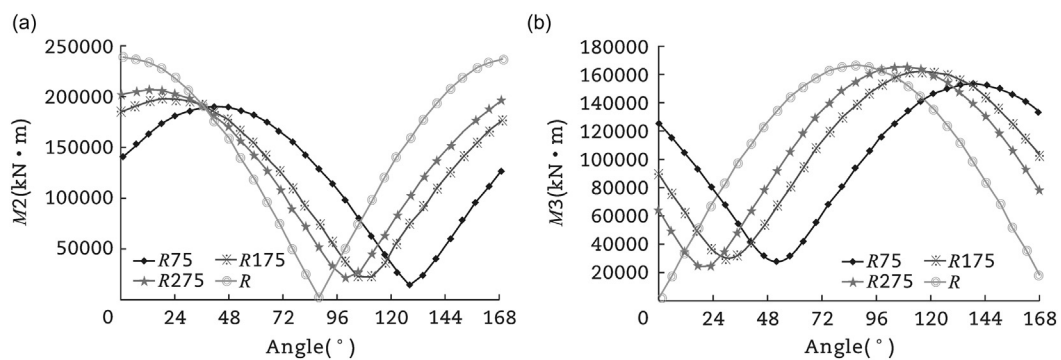 (a)
M2(kN·m)
250000
200000
150000
100000
50000
R75 R175
R275 R
0 24 48 72 96 120 144 168
Angle(°)
(b)
M3(kN·m)
180000
160000
140000
120000
100000
80000
60000
40000
20000
0
R75 R175
R275 R
0 24 48 72 96 120 144 168
Angle(°)